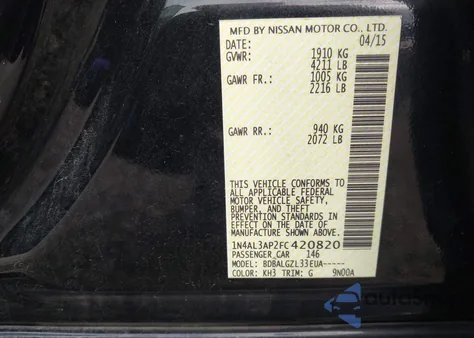 MFD BY NISSAN MOTOR CO., LTD.
DATE: 04/15
GVWR: 1910 KG
4211 LB
GAWR FR: 1005 KG
2216 LB
GAWR RR: 940 KG
2072 LB
THIS VEHICLE CONFORMS TO
ALL APPLICABLE FEDERAL
MOTOR VEHICLE SAFETY,
BUMPER, AND THEFT
PREVENTION STANDARDS
IN EFFECT ON THE DATE OF
MANUFACTURE SHOWN ABOVE.
1N4AL3AP2FC420820
PASSENGER CAR 146
MODEL: BDBALGZL33EUA-----
COLOR: KH3 TRIM: G 9N00A